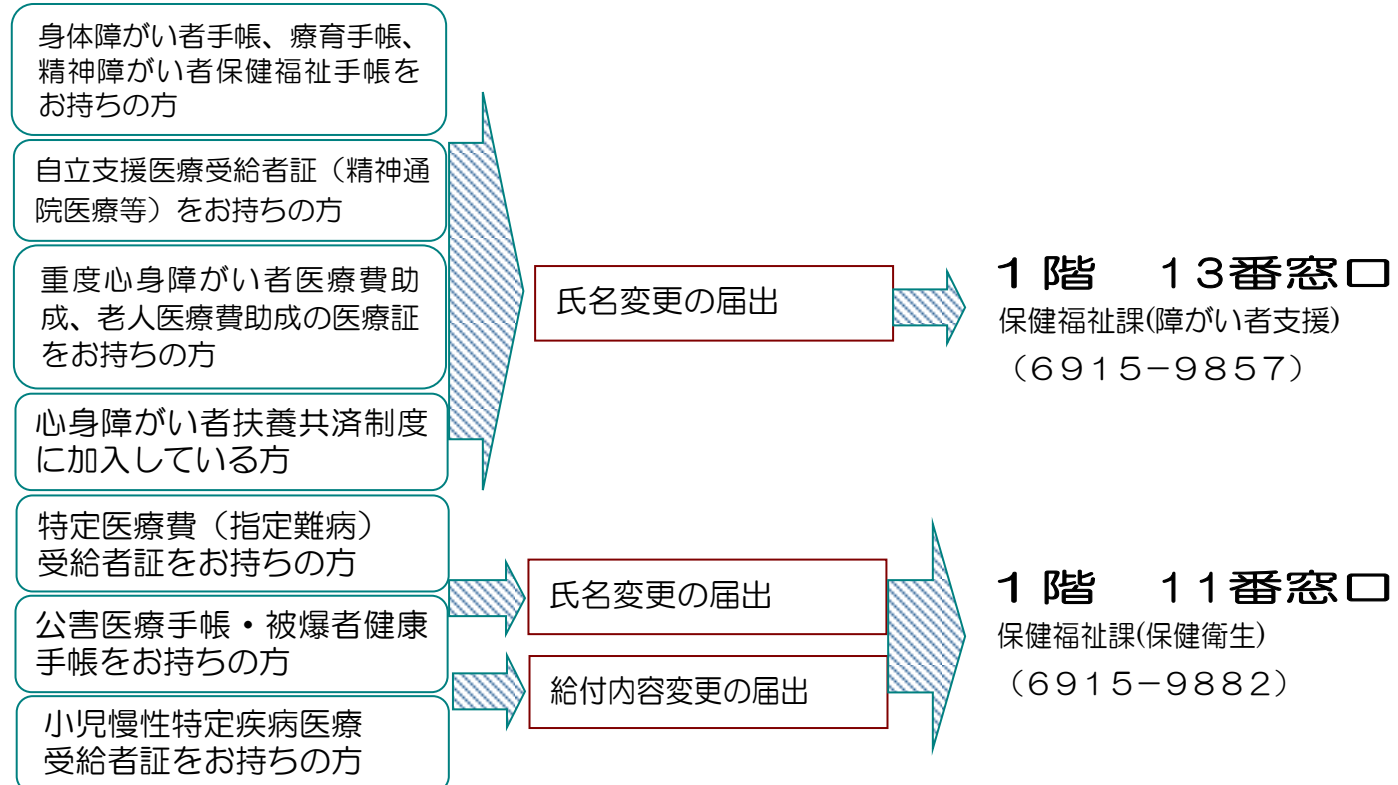 身体障がい者手帳、療育手帳、
精神障がい者保健福祉手帳を
お持ちの方
自立支援医療受給者証（精神通
院医療等）をお持ちの方
重度心身障がい者医療費助
成、老人医療費助成の医療証
をお持ちの方
心身障がい者扶養共済制度
に加入している方
氏名変更の届出
１階　１３番窓口
保健福祉課(障がい者支援)
（６９１５−９８５７）
特定医療費（指定難病）
受給者証をお持ちの方
公害医療手帳・被爆者健康
手帳をお持ちの方
小児慢性特定疾病医療
受給者証をお持ちの方
氏名変更の届出
給付内容変更の届出
１階　１１番窓口
保健福祉課(保健衛生)
（６９１５−９８８２）